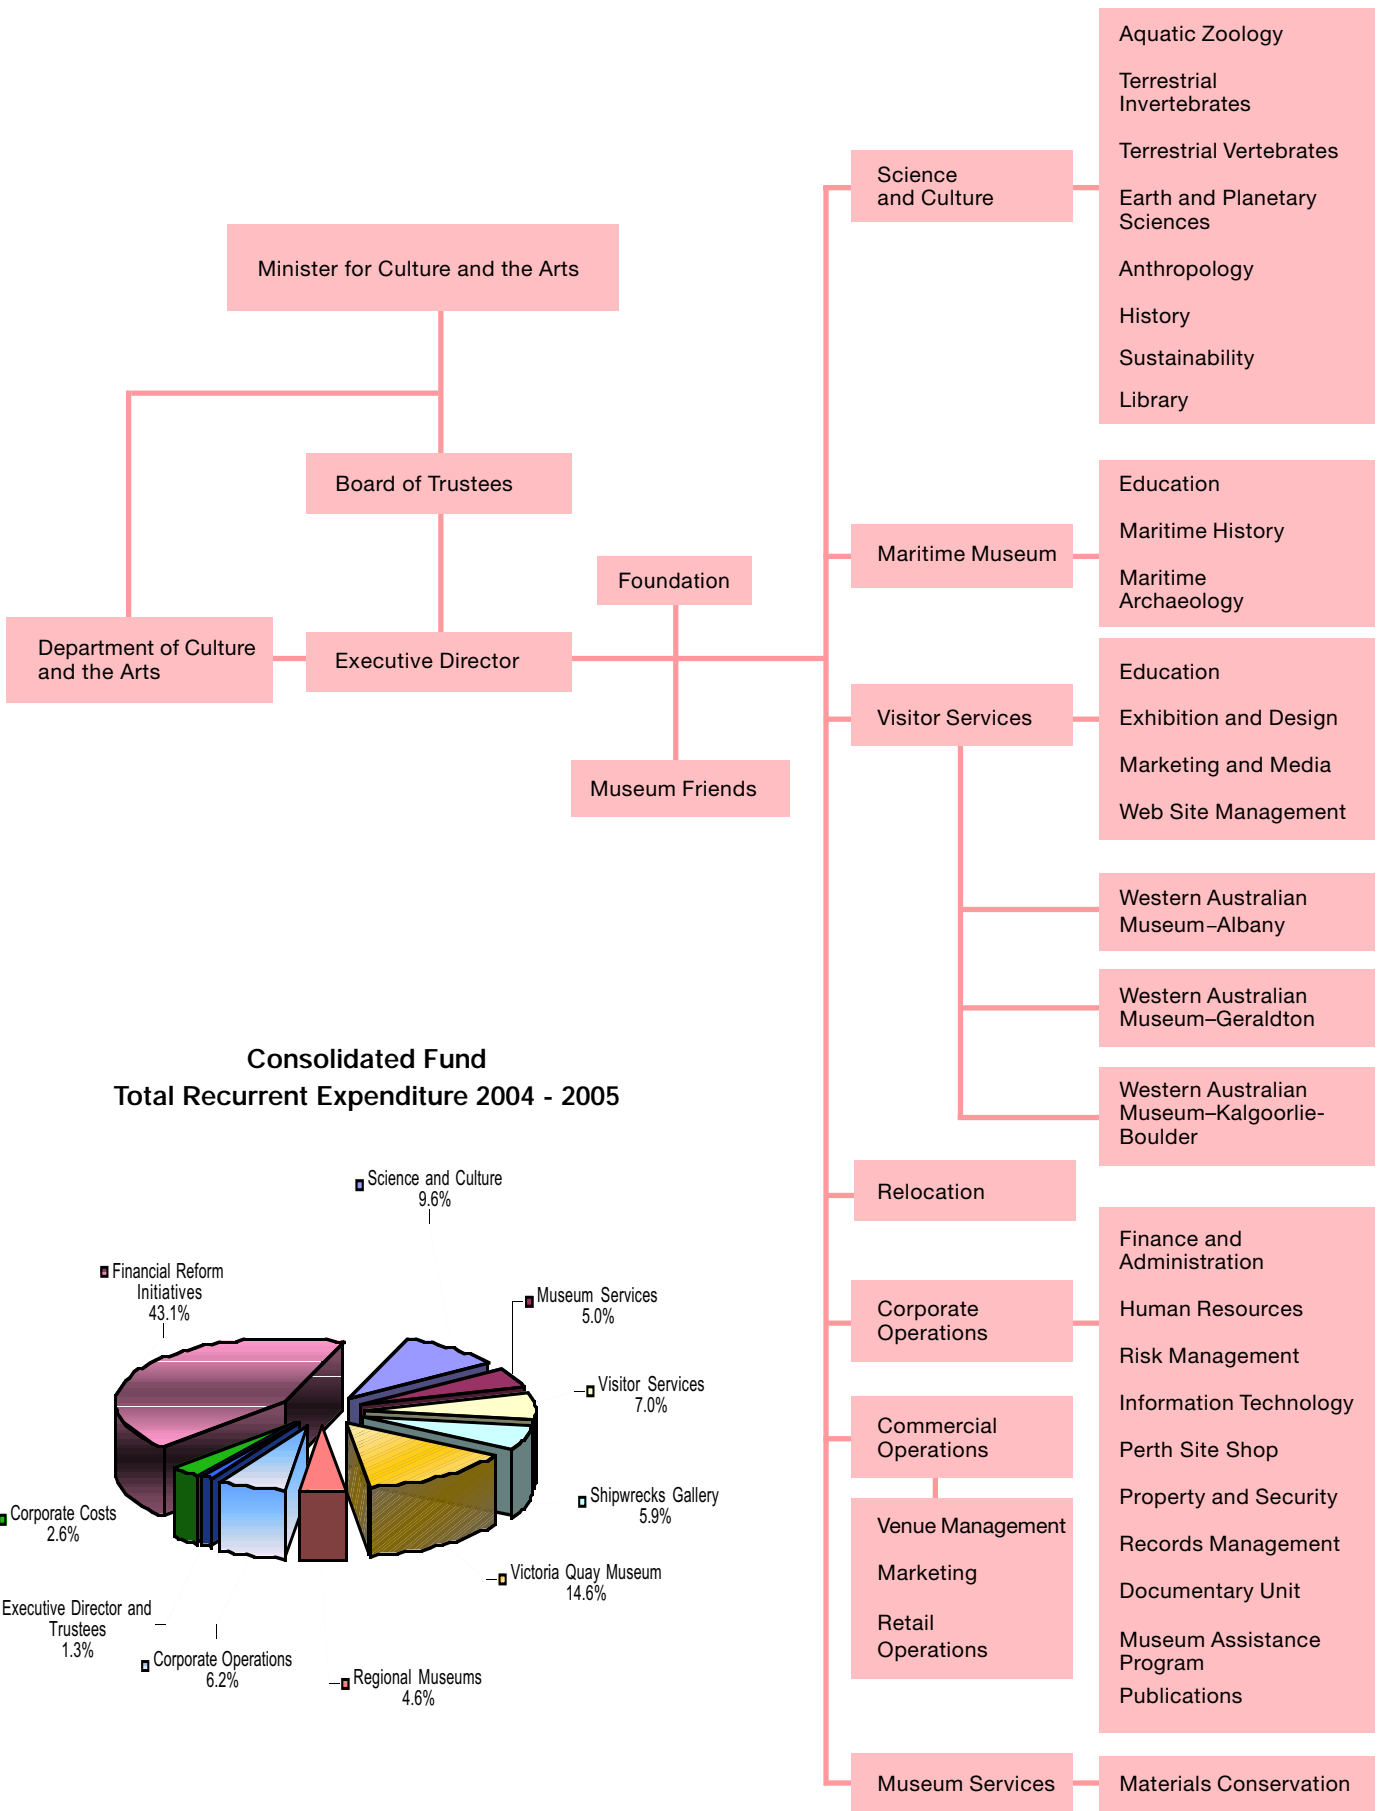 Minister for Culture and the Arts
Board of Trustees
Department of Culture
and the Arts
Executive Director
Foundation
Museum Friends
Science
and Culture
Aquatic Zoology
Terrestrial
Invertebrates
Terrestrial Vertebrates
Earth and Planetary
Sciences
Anthropology
History
Sustainability
Library
Maritime Museum
Education
Maritime History
Maritime
Archaeology
Visitor Services
Education
Exhibition and Design
Marketing and Media
Web Site Management
Western Australian
Museum–Albany
Western Australian
Museum–Geraldton
Western Australian
Museum–Kalgoorlie-
Boulder
Relocation
Corporate
Operations
Finance and
Administration
Human Resources
Risk Management
Information Technology
Perth Site Shop
Property and Security
Records Management
Documentary Unit
Museum Assistance
Program
Publications
Commercial
Operations
Venue Management
Marketing
Retail
Operations
Museum Services
Materials Conservation
Consolidated Fund
Total Recurrent Expenditure 2004 - 2005
Science and Culture
9.6%
Museum Services
5.0%
Visitor Services
7.0%
Shipwrecks Gallery
5.9%
Victoria Quay Museum
14.6%
Regional Museums
4.6%
Corporate Operations
6.2%
Executive Director and
Trustees
1.3%
Corporate Costs
2.6%
Financial Reform
Initiatives
43.1%